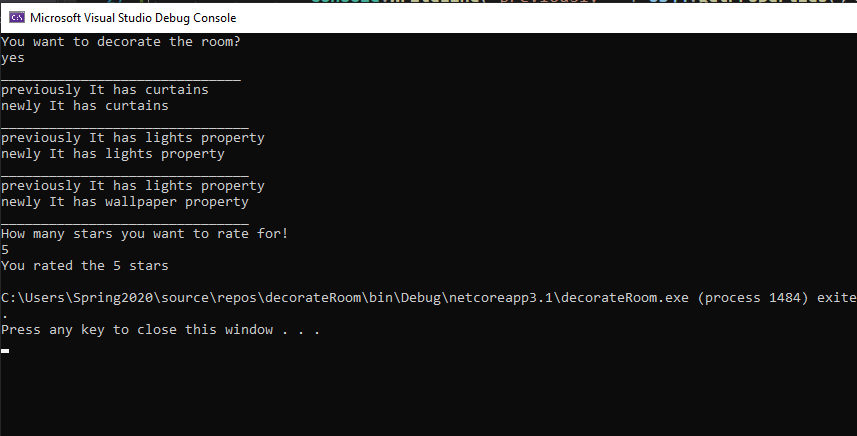 Microsoft Visual Studio Debug Console
You want to decorate the room?
yes
______________________________
previously It has curtains
newly It has curtains
_______________________________
previously It has lights property
newly It has lights property
_______________________________
previously It has lights property
newly It has wallpaper property
_______________________________
How many stars you want to rate for!
5
You rated the 5 stars
C:\Users\Spring2020\source\repos\decorateRoom\bin\Debug\netcoreapp3.1\decorateRoom.exe (process 1484) exite
.
Press any key to close this window . . .